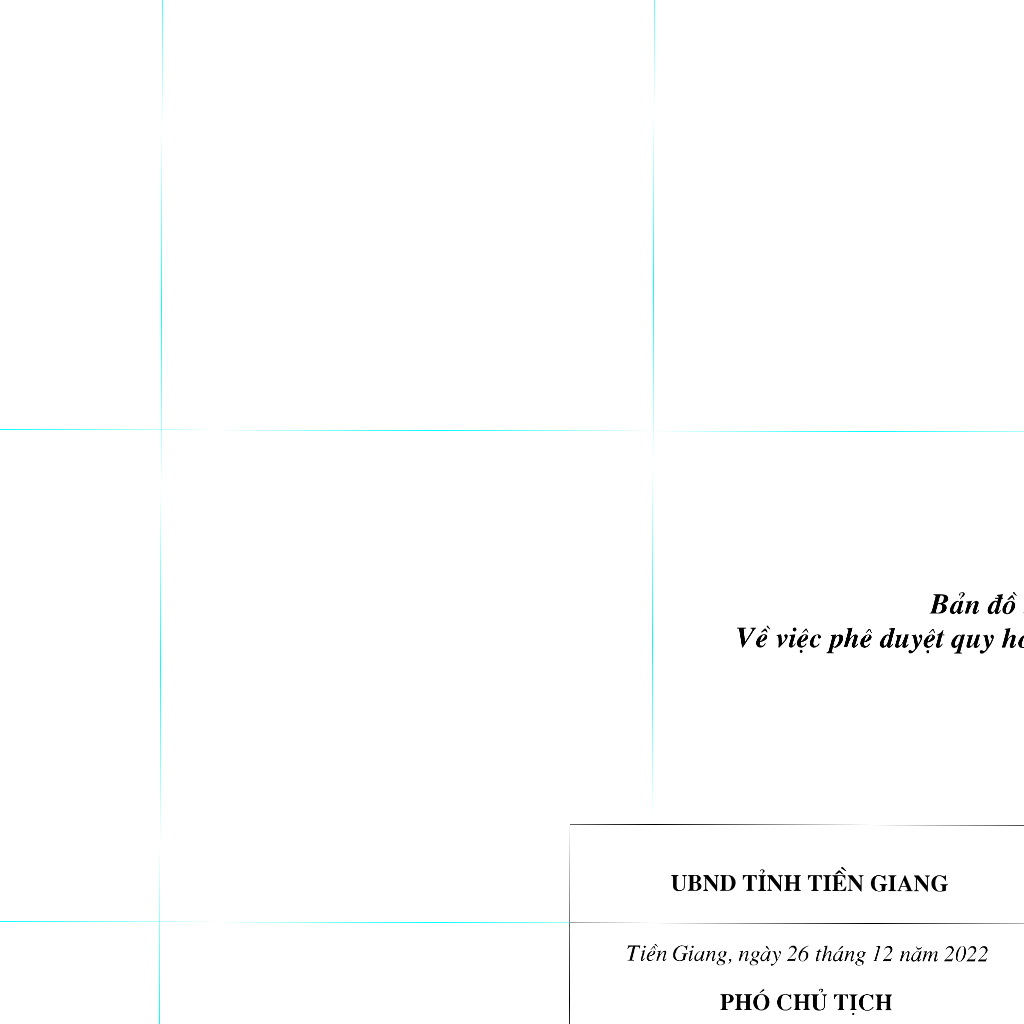 Bản đồ
Về việc phê duyệt quy
UBND TỈNH TIỀN GIANG
Tiền Giang, ngày 26 tháng 12 năm 2022
PHÓ CHỦ TỊCH